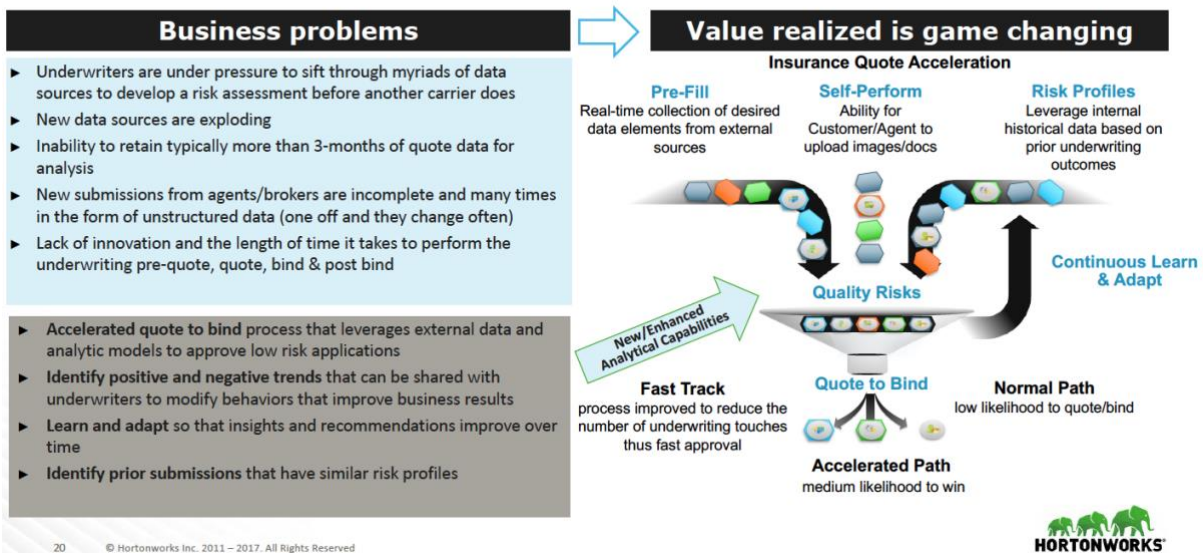 Business problems
► Underwriters are under pressure to sift through myriads of data
sources to develop a risk assessment before another carrier does
► New data sources are exploding
► Inability to retain typically more than 3-months of quote data for
analysis
► New submissions from agents/brokers are incomplete and many times
in the form of unstructured data (one off and they change often)
► Lack of innovation and the length of time it takes to perform the
underwriting pre-quote, quote, bind & post bind
► Accelerated quote to bind process that leverages external data and
analytic models to approve low risk applications
► Identify positive and negative trends that can be shared with
underwriters to modify behaviors that improve business results
► Learn and adapt so that insights and recommendations improve over
time
► Identify prior submissions that have similar risk profiles
Value realized is game changing
Insurance Quote Acceleration
Pre-Fill
Real-time collection of desired
data elements from external
sources
Self-Perform
Ability for
Customer/Agent to
upload images/docs
Risk Profiles
Leverage internal
historical data based on
prior underwriting
outcomes
Continuous Learn
& Adapt
Quality Risks
New/Enhanced
Analytical Capabilities
Fast Track
process improved to reduce the
number of underwriting touches
thus fast approval
Quote to Bind
Normal Path
low likelihood to quote/bind
Accelerated Path
medium likelihood to win
20 © Hortonworks Inc. 2011 – 2017. All Rights Reserved
HORTONWORKS®